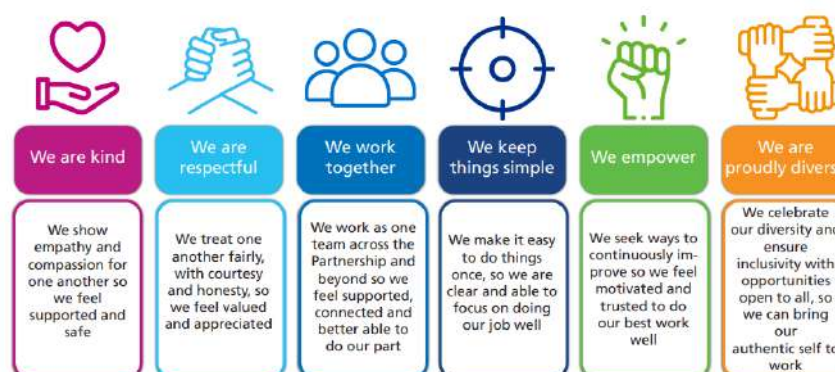 We are kind
We are
respectful
We work
together
We keep
things simple
We empower
We are
proudly divers
We show
empathy and
compassion for
one another so
we feel
supported and
safe
We treat one
another fairly,
with courtesy
and honesty, so
we feel valued
and appreciated
We work as one
team across the
Partnership and
beyond so we
feel supported,
connected and
better able to
do our part
We make it easy
to do things
once, so we are
clear and able to
focus on doing
our job well
We seek ways to
continuously im-
prove so we feel
motivated and
trusted to do
our best work
well
We celebrate
our diversity and
ensure
inclusivity with
opportunities
open to all, so
we can bring
our
authentic self to
work